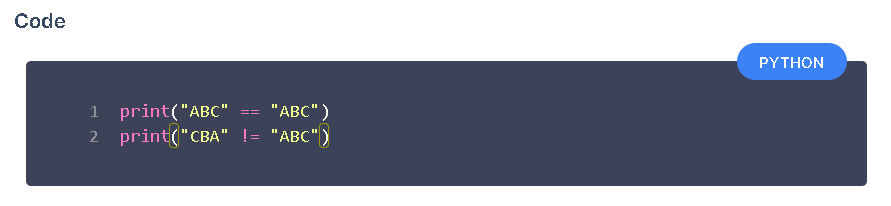 Code
PYTHON
1 print("ABC" == "ABC")
2 print("CBA" != "ABC")